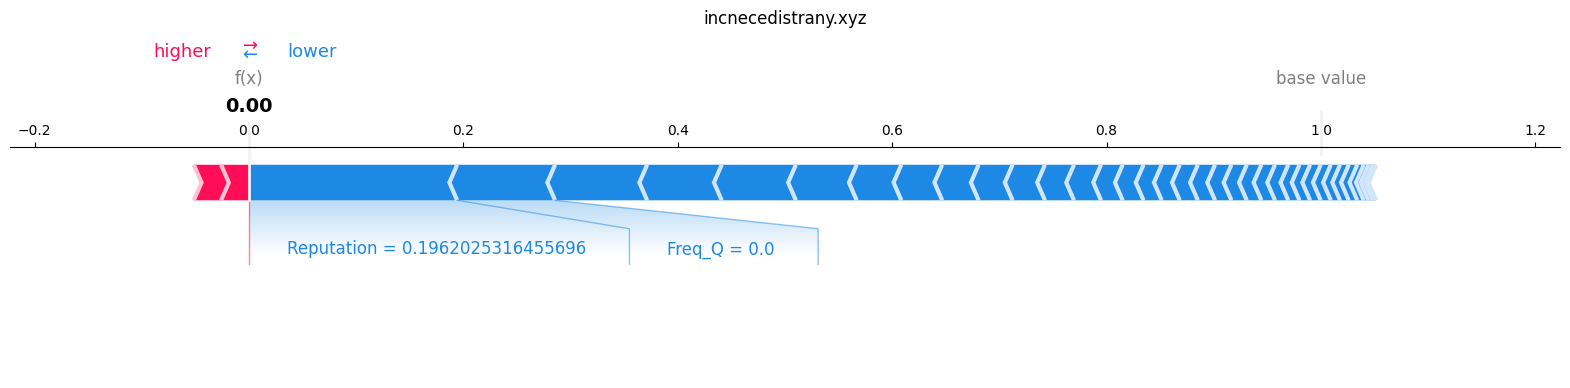 incnecedistrany.xyz
higher ⇄ lower
f(x) base value
0.00
−0.2 0.0 0.2 0.4 0.6 0.8 1.0 1.2
Reputation = 0.1962025316455696 Freq_Q = 0.0